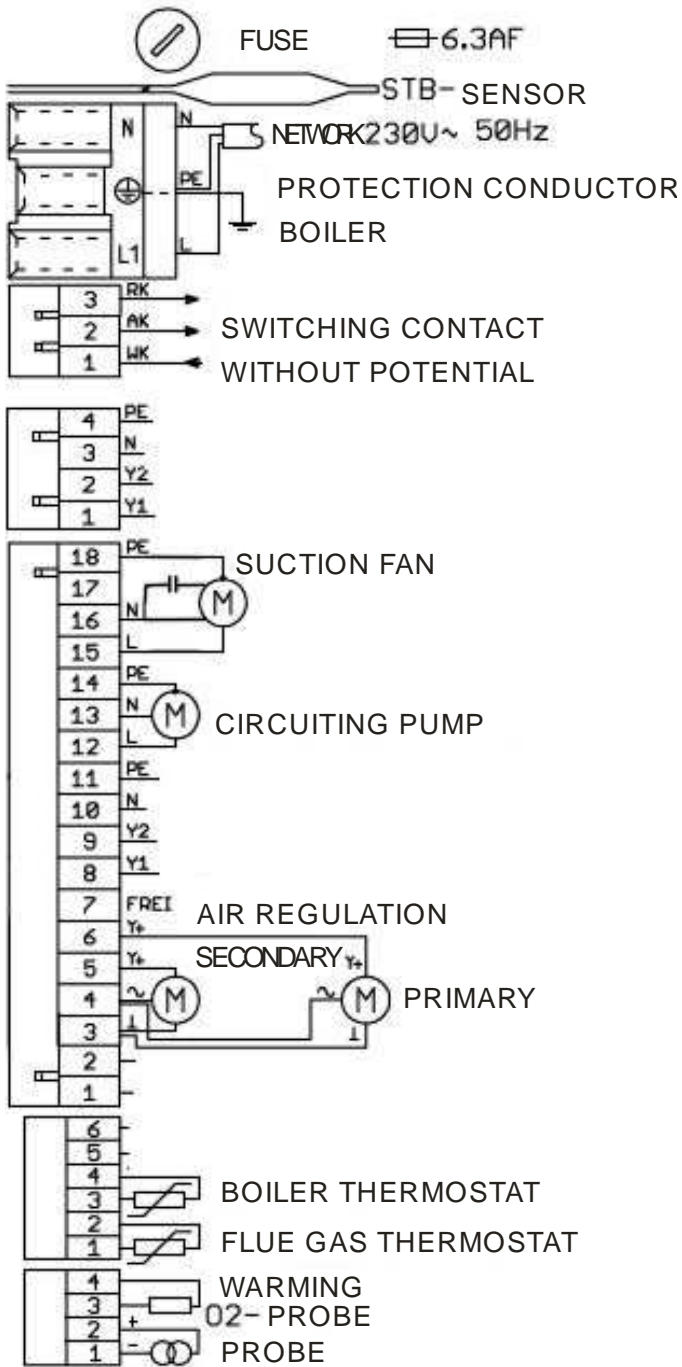 FUSE 6.3AF
STB- SENSOR
N N NETWORK 230V~ 50Hz
PE PROTECTION CONDUCTOR
BOILER
L1 L
3 RK
2 AK SWITCHING CONTACT
1 WK WITHOUT POTENTIAL
4 PE
3 N
2 Y2
1 Y1
18 PE SUCTION FAN
17 M
16 N
15 L
14 PE
13 N M CIRCUITING PUMP
12 L
11 PE
10 N
9 Y2
8 Y1
7 FREI AIR REGULATION
6 Y+
SECONDARY Y+
5 Y+
4 ~ M ~ M PRIMARY
3 ⊥ ⊥
2 -
1 -
6 -
5 -
4
3 BOILER THERMOSTAT
2
1 FLUE GAS THERMOSTAT
4 WARMING
3 O2- PROBE
2 +
1 - PROBE